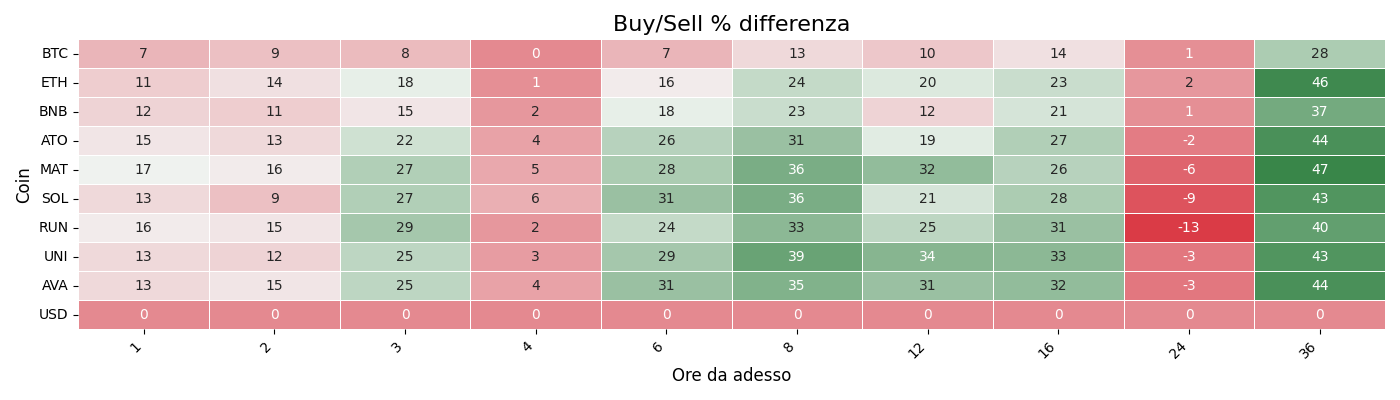 Buy/Sell % differenza
BTC 7 9 8 0 7 13 10 14 1 28
ETH 11 14 18 1 16 24 20 23 2 46
BNB 12 11 15 2 18 23 12 21 1 37
ATO 15 13 22 4 26 31 19 27 -2 44
MAT 17 16 27 5 28 36 32 26 -6 47
SOL 13 9 27 6 31 36 21 28 -9 43
RUN 16 15 29 2 24 33 25 31 -13 40
UNI 13 12 25 3 29 39 34 33 -3 43
AVA 13 15 25 4 31 35 31 32 -3 44
USD 0 0 0 0 0 0 0 0 0 0
Coin
1 2 3 4 6 8 12 16 24 36
Ore da adesso